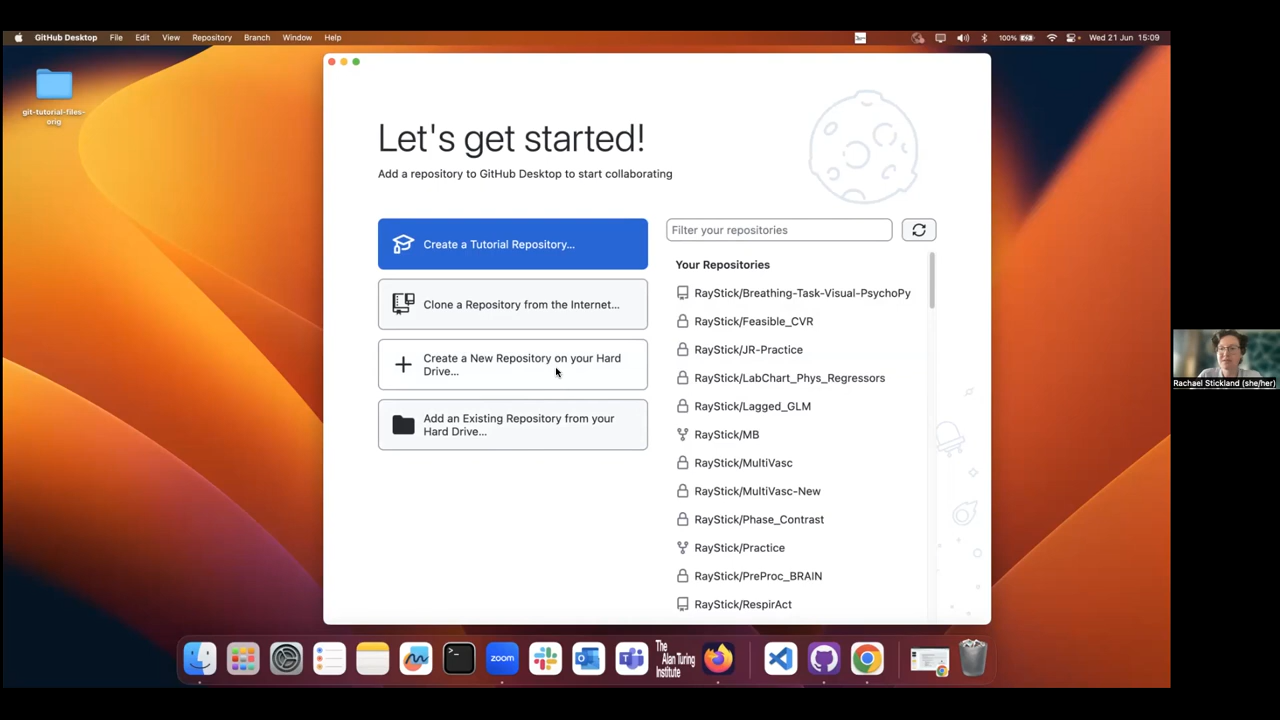 GitHub Desktop File Edit View Repository Branch Window Help
100% Wed 21 Jun 15:09
git-tutorial-files-
orig
Let's get started!
Add a repository to GitHub Desktop to start collaborating
Create a Tutorial Repository...
Clone a Repository from the Internet...
Create a New Repository on your Hard
Drive...
Add an Existing Repository from your
Hard Drive...
Filter your repositories
Your Repositories
RayStick/Breathing-Task-Visual-PsychoPy
RayStick/Feasible_CVR
RayStick/JR-Practice
RayStick/LabChart_Phys_Regressors
RayStick/Lagged_GLM
RayStick/MB
RayStick/MultiVasc
RayStick/MultiVasc-New
RayStick/Phase_Contrast
RayStick/Practice
RayStick/PreProc_BRAIN
RayStick/RespirAct
Rachael Stickland (she/her)
zoom
The
Alan Turing
Institute